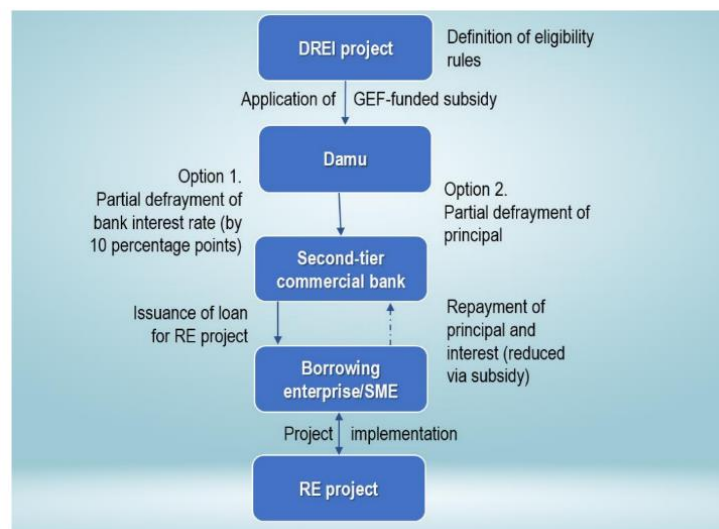 DREI project
Definition of eligibility
rules
Application of GEF-funded subsidy
Damu
Option 1.
Partial defrayment of
bank interest rate (by
10 percentage points)
Option 2.
Partial defrayment of
principal
Second-tier
commercial bank
Issuance of loan
for RE project
Repayment of
principal and
interest (reduced
via subsidy)
Borrowing
enterprise/SME
Project implementation
RE project